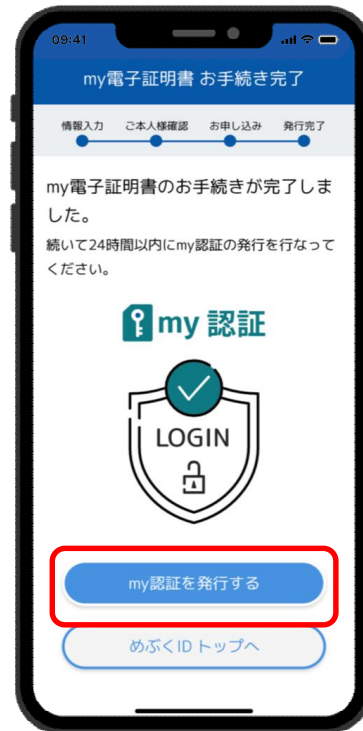 09:41
my電子証明書 お手続き完了
情報入力 ご本人様確認 お申し込み 発行完了
my電子証明書のお手続きが完了しま
した。
続いて24時間以内にmy認証の発行を行なって
ください。
my 認証
LOGIN
my認証を発行する
めぶくID トップへ